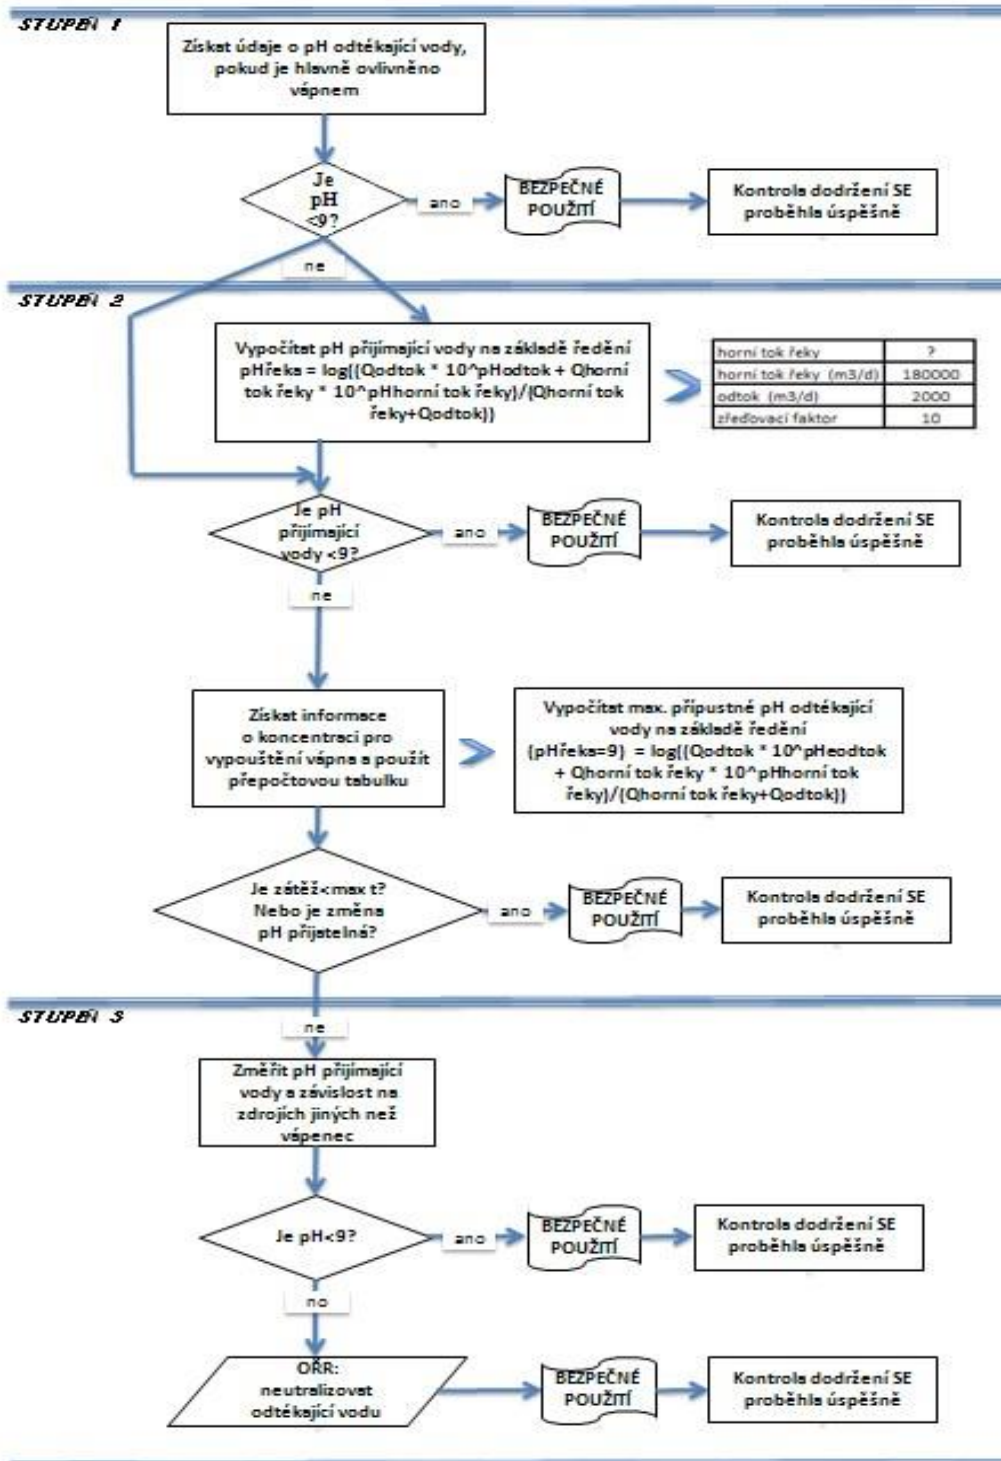 STUPEŇ 1
Získat údaje o pH odtékající vody,
pokud je hlavně ovlivněno
vápnem
Je
pH
<9?
ano
BEZPEČNÉ
POUŽITÍ
Kontrola dodržení SE
proběhla úspěšně
ne
STUPEŇ 2
Vypočítat pH přijímající vody na základě ředění
pHřeka = log((Qodtok * 10^pHodtok + Qhorní
tok řeky * 10^pHhorní tok řeky)/(Qhorní tok
řeky+Qodtok))
horní tok řeky ?
horní tok řeky (m3/d) 180000
odtok (m3/d) 2000
zřeďovací faktor 10
Je pH
přijímající
vody <9?
ano
BEZPEČNÉ
POUŽITÍ
Kontrola dodržení SE
proběhla úspěšně
ne
Získat informace
o koncentraci pro
vypouštění vápna a použít
přepočtovou tabulku
Vypočítat max. přípustné pH odtékající
vody na základě ředění
(pHřeka=9) = log((Qodtok * 10^pHeodtok
+ Qhorní tok řeky * 10^pHhorní tok
řeky)/(Qhorní tok řeky+Qodtok))
Je zátěž<max t?
Nebo je změna
pH přijatelná?
ano
BEZPEČNÉ
POUŽITÍ
Kontrola dodržení SE
proběhla úspěšně
STUPEŇ 3
ne
Změřit pH přijímající
vody a závislost na
zdrojích jiných než
vápenec
Je pH<9?
ano
BEZPEČNÉ
POUŽITÍ
Kontrola dodržení SE
proběhla úspěšně
no
OŘR:
neutralizovat
odtékající vodu
BEZPEČNÉ
POUŽITÍ
Kontrola dodržení SE
proběhla úspěšně